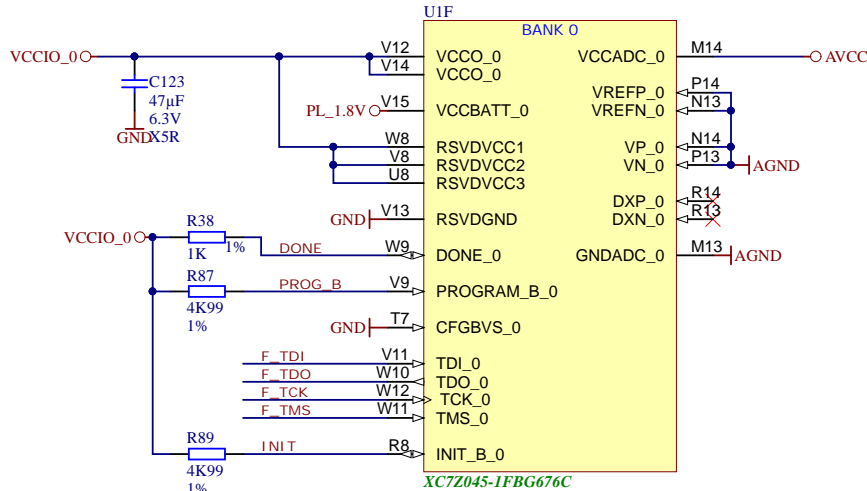 U1F
BANK 0
VCCIO_0
V12
VCCO_0
VCCADC_0
M14
AVCC
V14
VCCO_0
C123
47µF
6.3V
X5R
GND
VREFP_0
P14
PL_1.8V
V15
VCCBATT_0
VREFN_0
N13
W8
RSVDVCC1
VP_0
N14
V8
RSVDVCC2
VN_0
P13
AGND
U8
RSVDVCC3
DXP_0
R14
GND
V13
RSVDGND
DXN_0
R13
VCCIO_0
R38
1K
1%
DONE
W9
DONE_0
GNDADC_0
M13
AGND
R87
4K99
1%
PROG_B
V9
PROGRAM_B_0
GND
T7
CFGBVS_0
F_TDI
V11
TDI_0
F_TDO
W10
TDO_0
F_TCK
W12
TCK_0
F_TMS
W11
TMS_0
R89
4K99
1%
INIT
R8
INIT_B_0
XC7Z045-1FBG676C